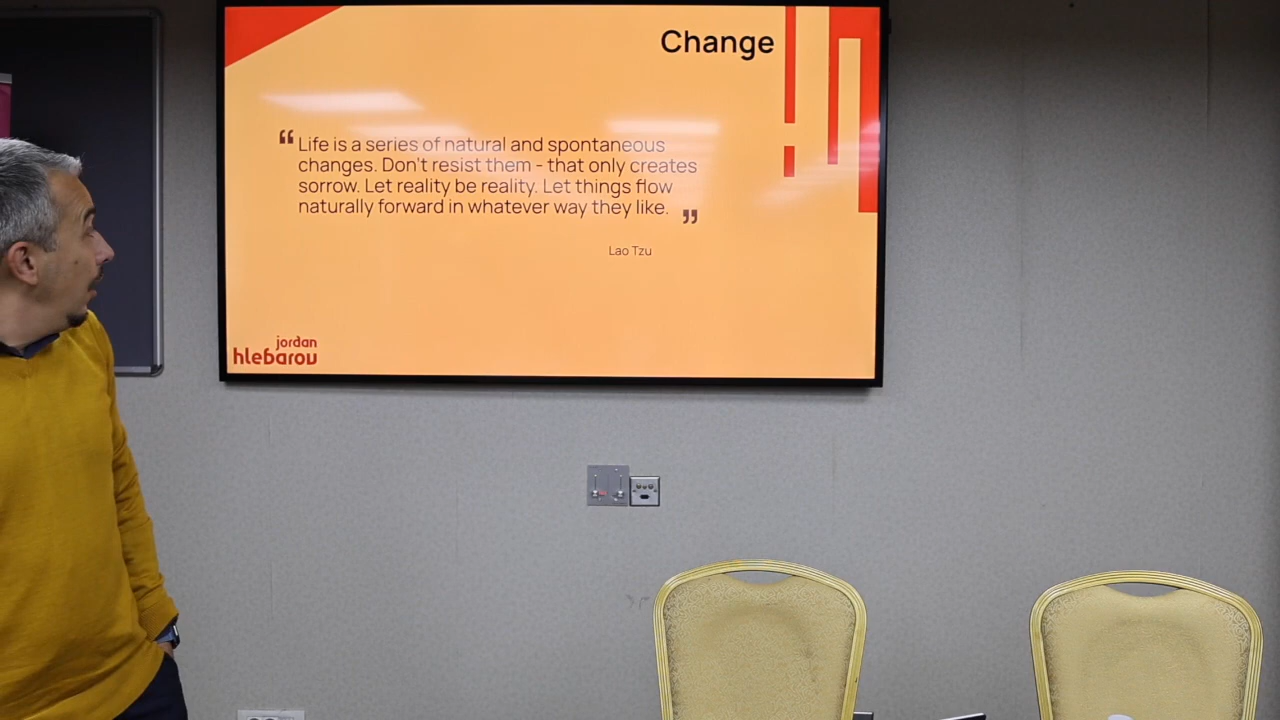 Change
“ Life is a series of natural and spontaneous
changes. Don't resist them - that only creates
sorrow. Let reality be reality. Let things flow
naturally forward in whatever way they like. ”
Lao Tzu
jordan
hlebarov